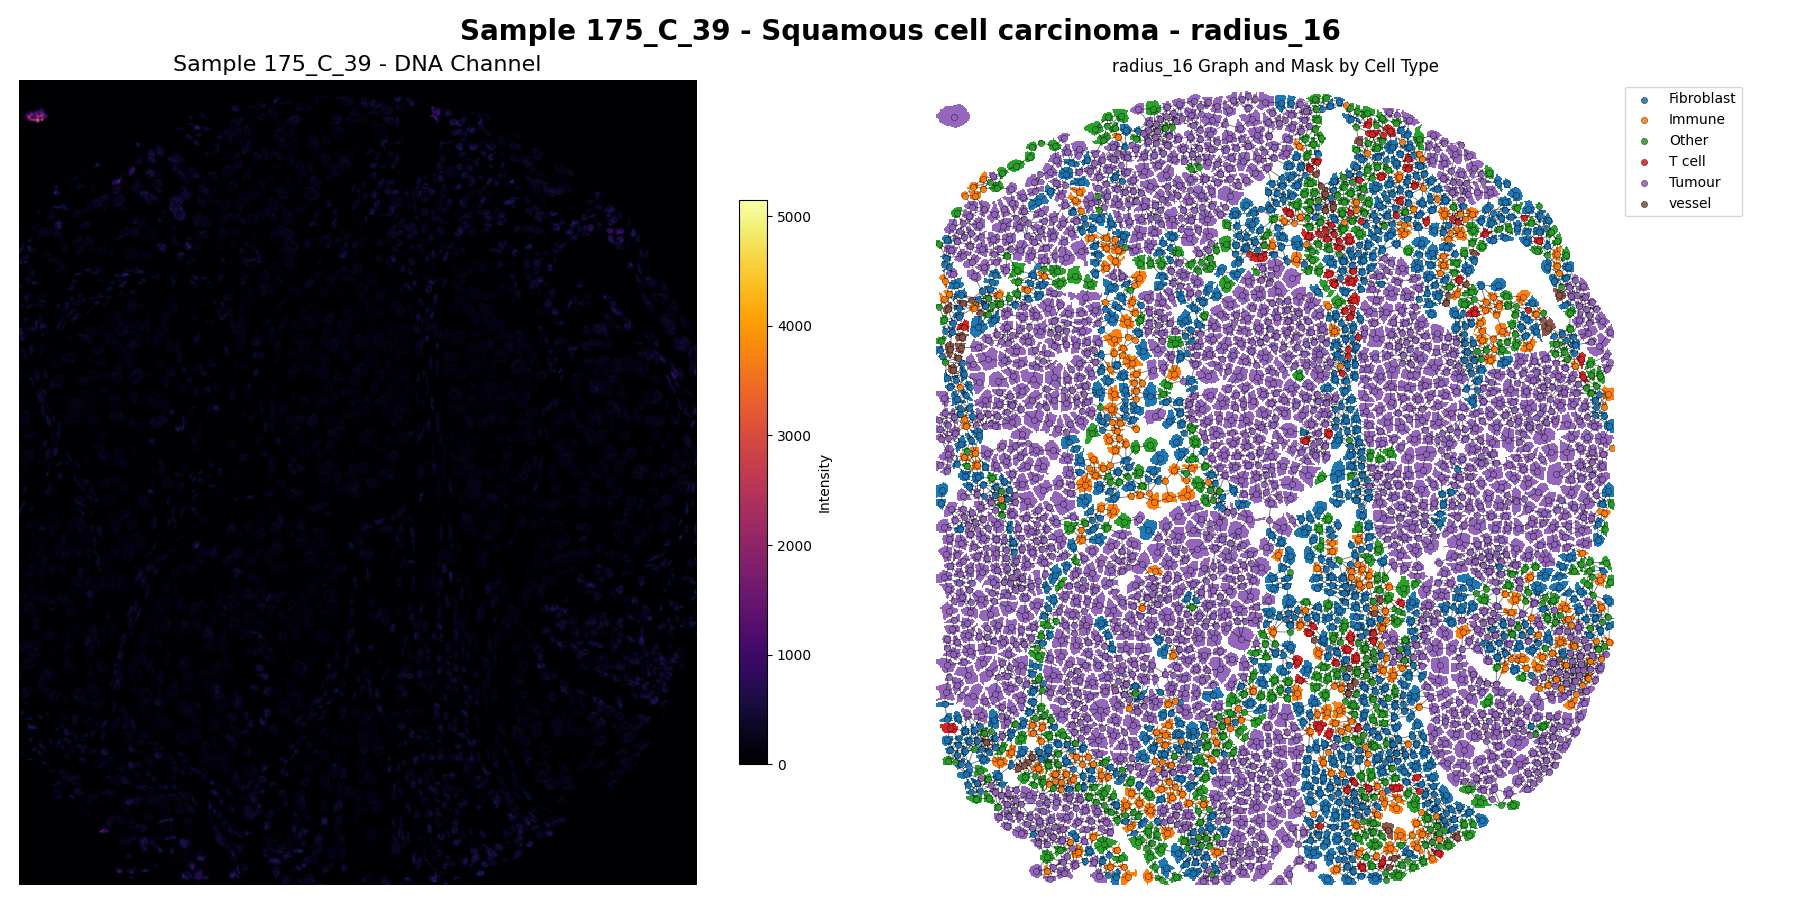 Sample 175_C_39 - Squamous cell carcinoma - radius_16
Sample 175_C_39 - DNA Channel
radius_16 Graph and Mask by Cell Type
Fibroblast
Immune
Other
T cell
Tumour
vessel
5000
4000
3000
2000
1000
0
Intensity